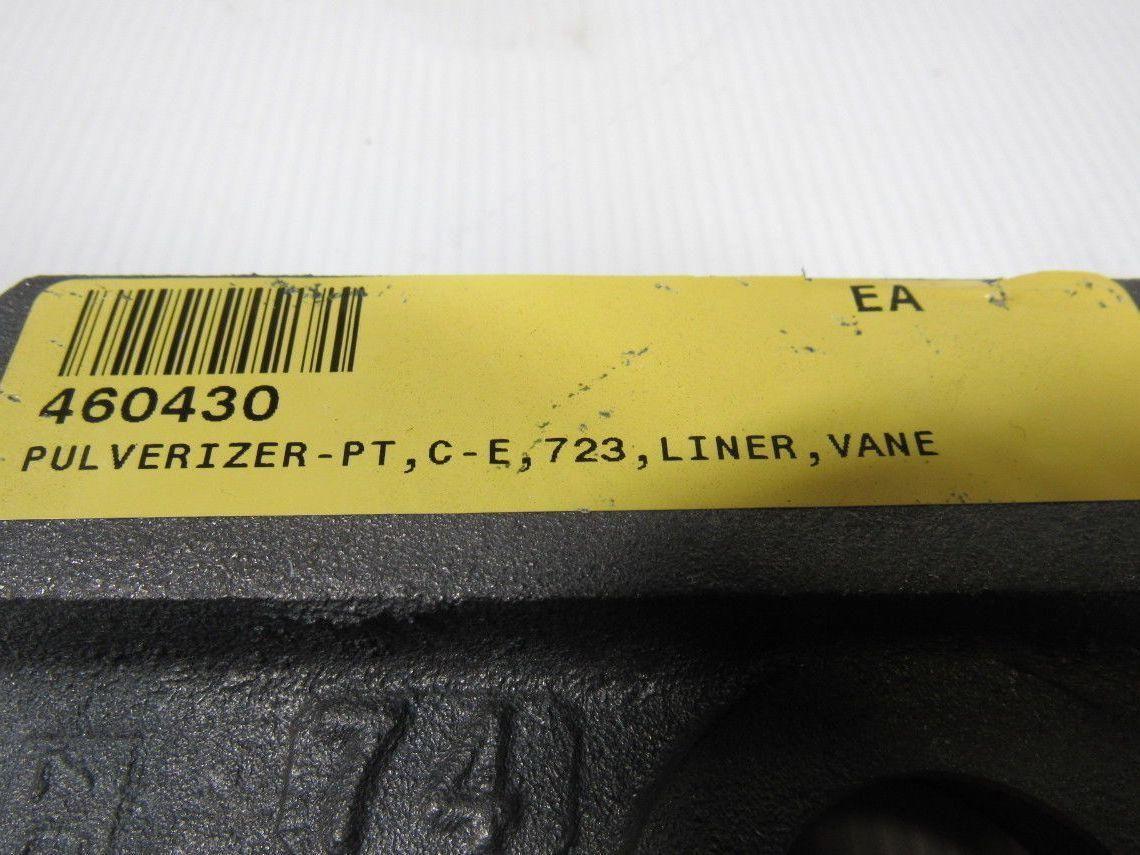 EA
460430
PULVERIZER-PT,C-E,723,LINER,VANE